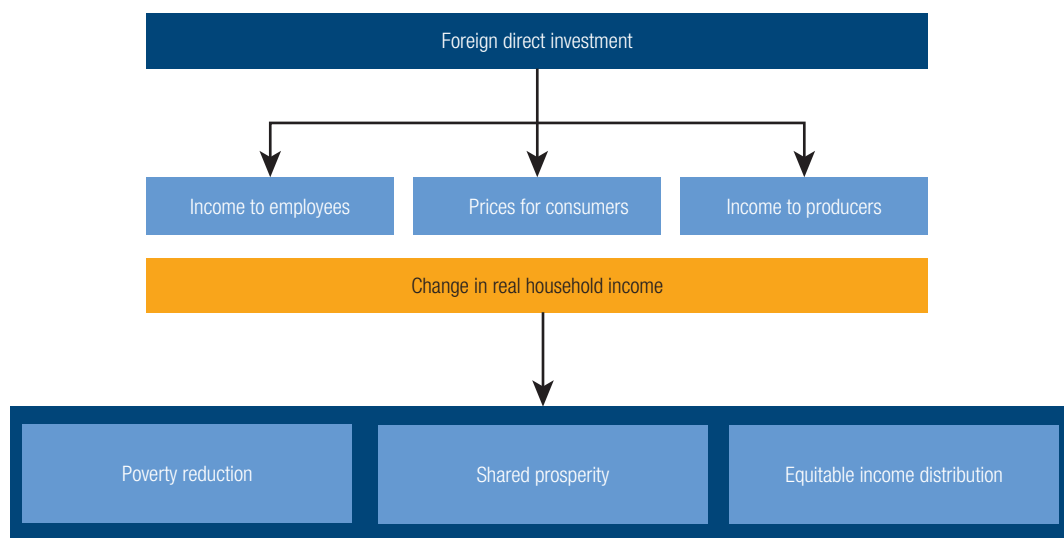 Foreign direct investment
Income to employees
Prices for consumers
Income to producers
Change in real household income
Poverty reduction
Shared prosperity
Equitable income distribution